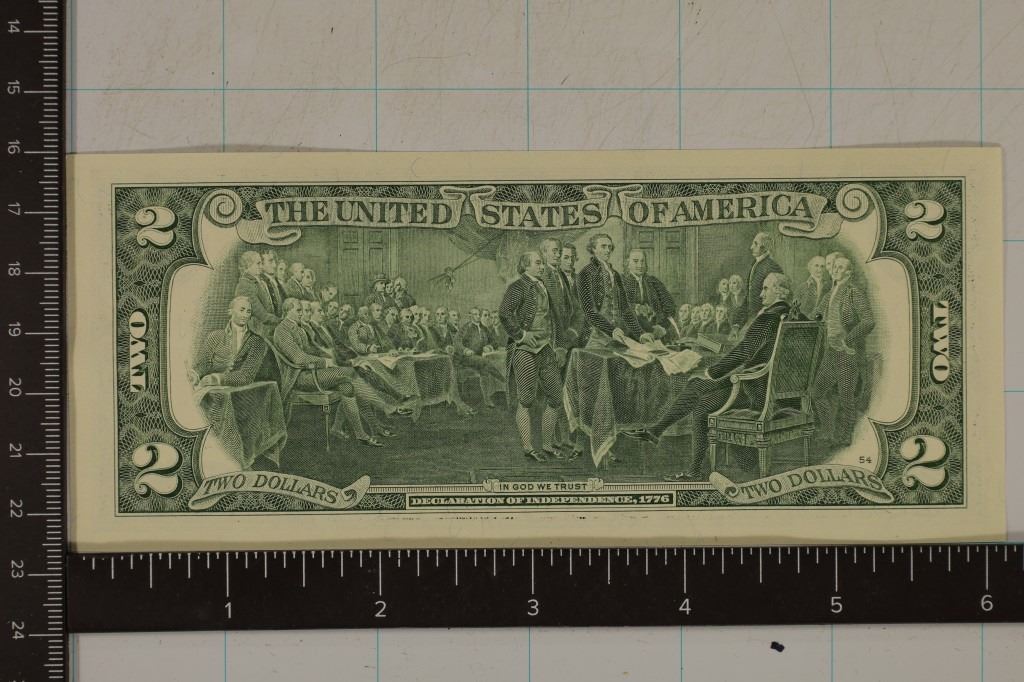 14
15
16
17
18
19
20
21
22
23
24
2 THE UNITED STATES OF AMERICA 2
TWO TWO
54
2 TWO DOLLARS IN GOD WE TRUST TWO DOLLARS 2
DECLARATION OF INDEPENDENCE, 1776
1 2 3 4 5 6